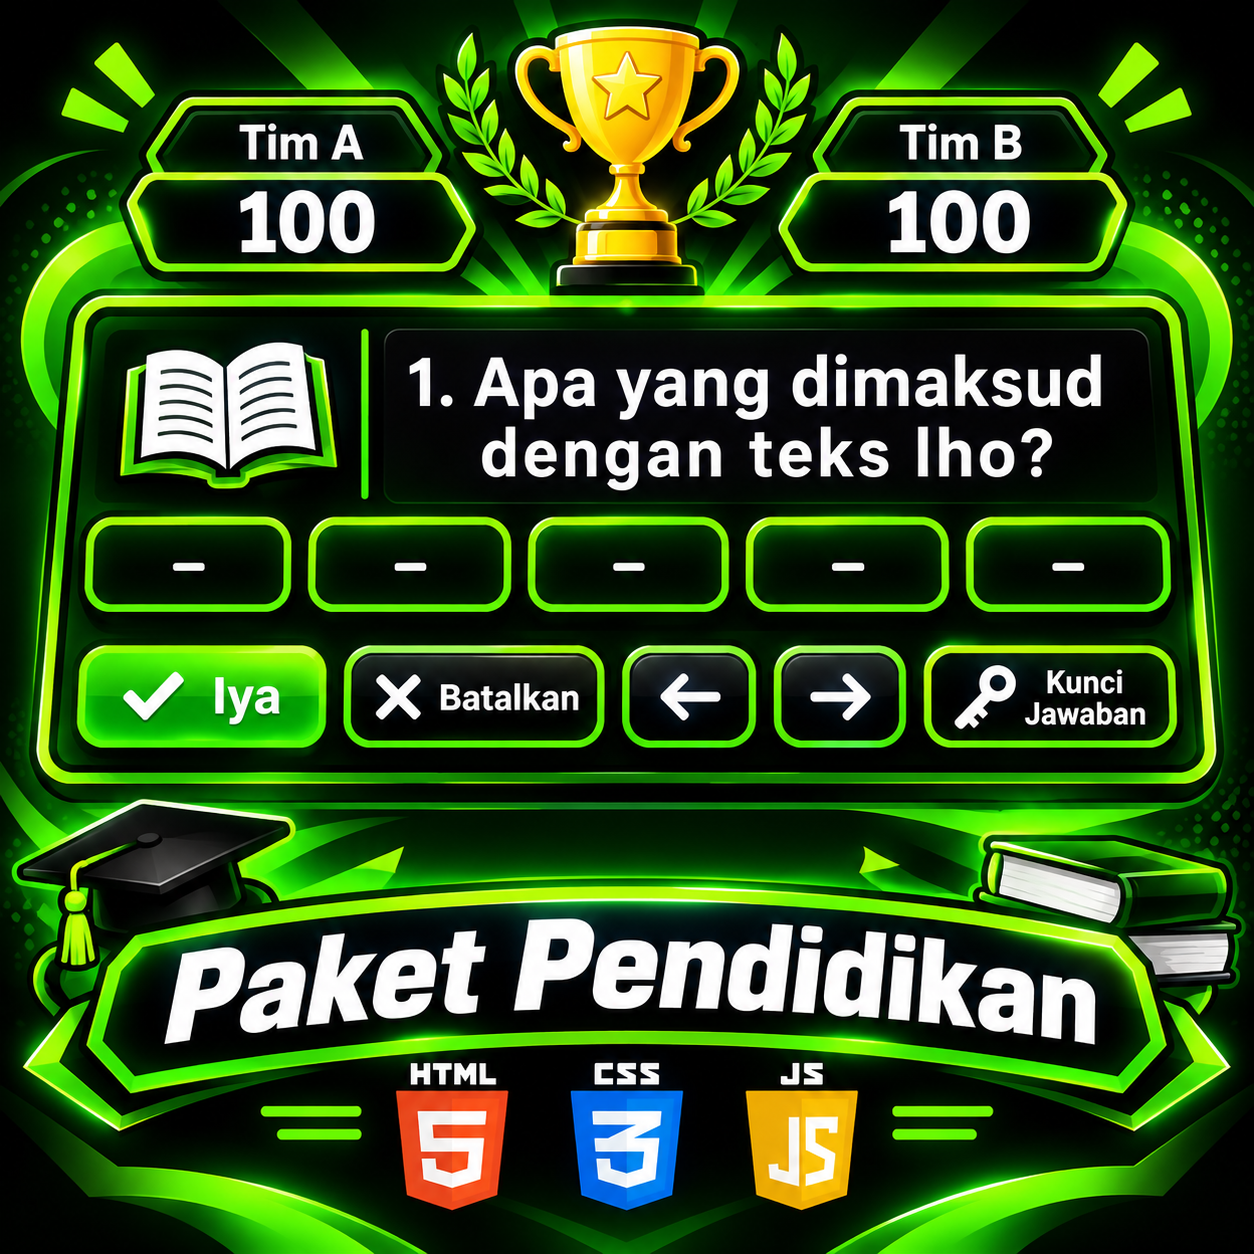 Tim A
100
Tim B
100
1. Apa yang dimaksud
dengan teks lho?
-
-
-
-
-
Iya
Batalkan
Kunci
Jawaban
Paket Pendidikan
HTML
5
CSS
3
JS
JS